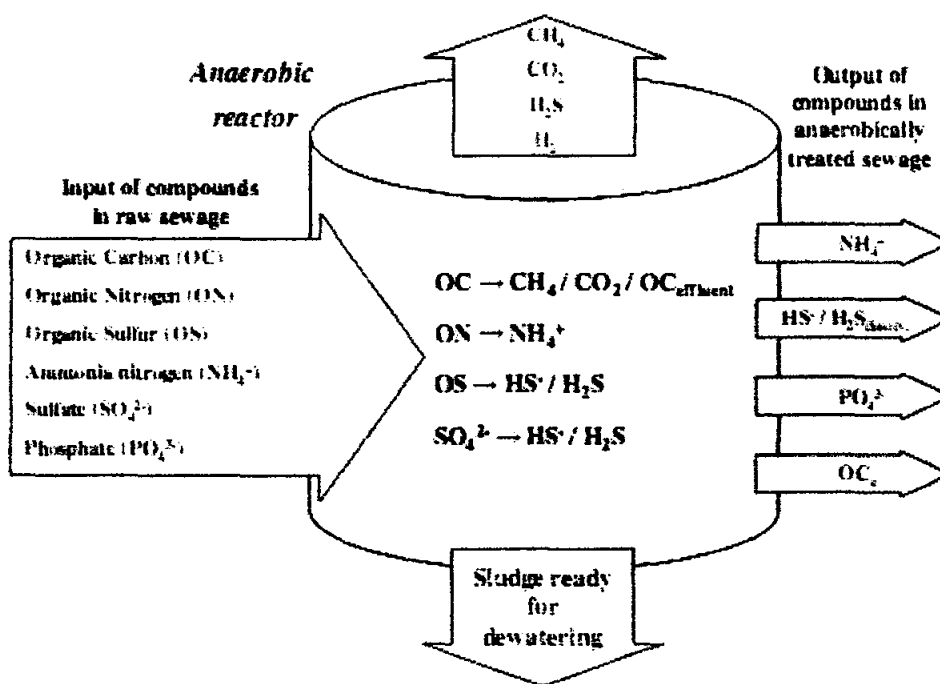 CH₄
CO₂
H₂S
H₂
Anaerobic
reactor
Output of
compounds in
anaerobically
treated sewage
Input of compounds
in raw sewage
Organic Carbon (OC)
Organic Nitrogen (ON)
Organic Sulfur (OS)
Ammonia nitrogen (NH₄⁻)
Sulfate (SO₄²⁻)
Phosphate (PO₄³⁻)
OC → CH₄ / CO₂ / OCeffluent
ON → NH₄⁺
OS → HS⁻ / H₂S
SO₄²⁻ → HS⁻ / H₂S
NH₄⁻
HS⁻ / H₂S
PO₄³⁻
OCₑ
Sludge ready
for
dewatering